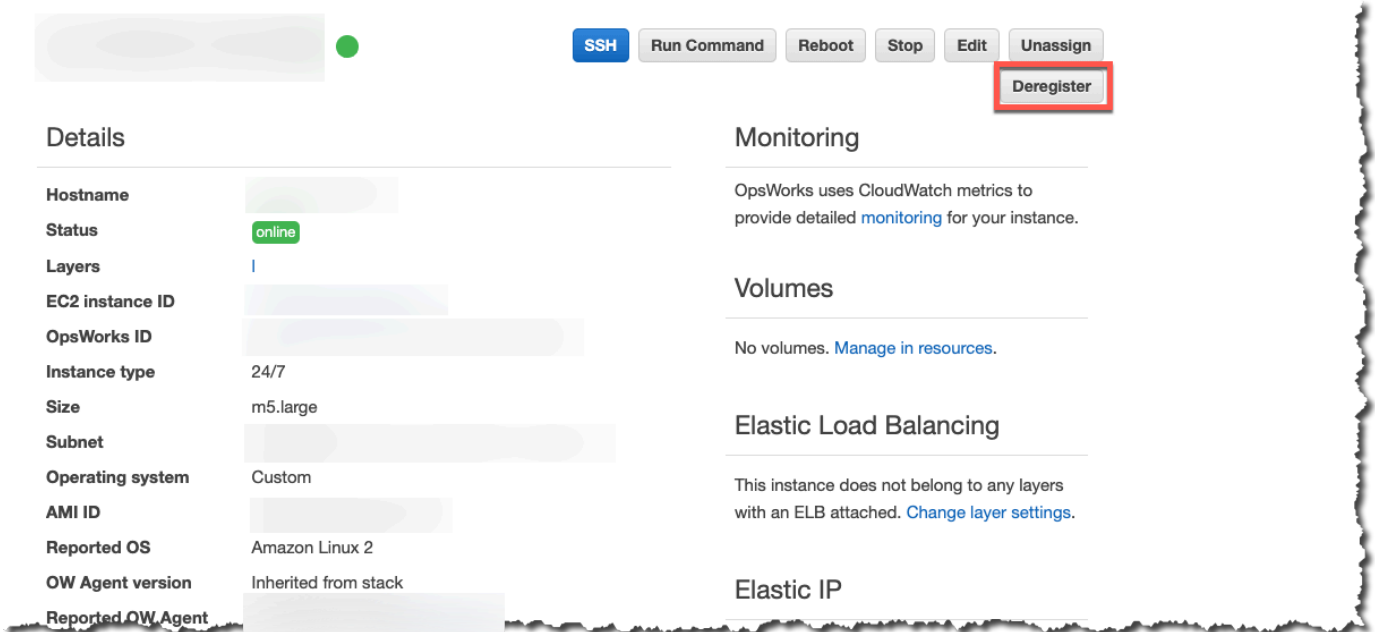 SSH Run Command Reboot Stop Edit Unassign
Deregister
Details
Hostname
Status online
Layers l
EC2 instance ID
OpsWorks ID
Instance type 24/7
Size m5.large
Subnet
Operating system Custom
AMI ID
Reported OS Amazon Linux 2
OW Agent version Inherited from stack
Reported OW Agent
Monitoring
OpsWorks uses CloudWatch metrics to
provide detailed monitoring for your instance.
Volumes
No volumes. Manage in resources.
Elastic Load Balancing
This instance does not belong to any layers
with an ELB attached. Change layer settings.
Elastic IP